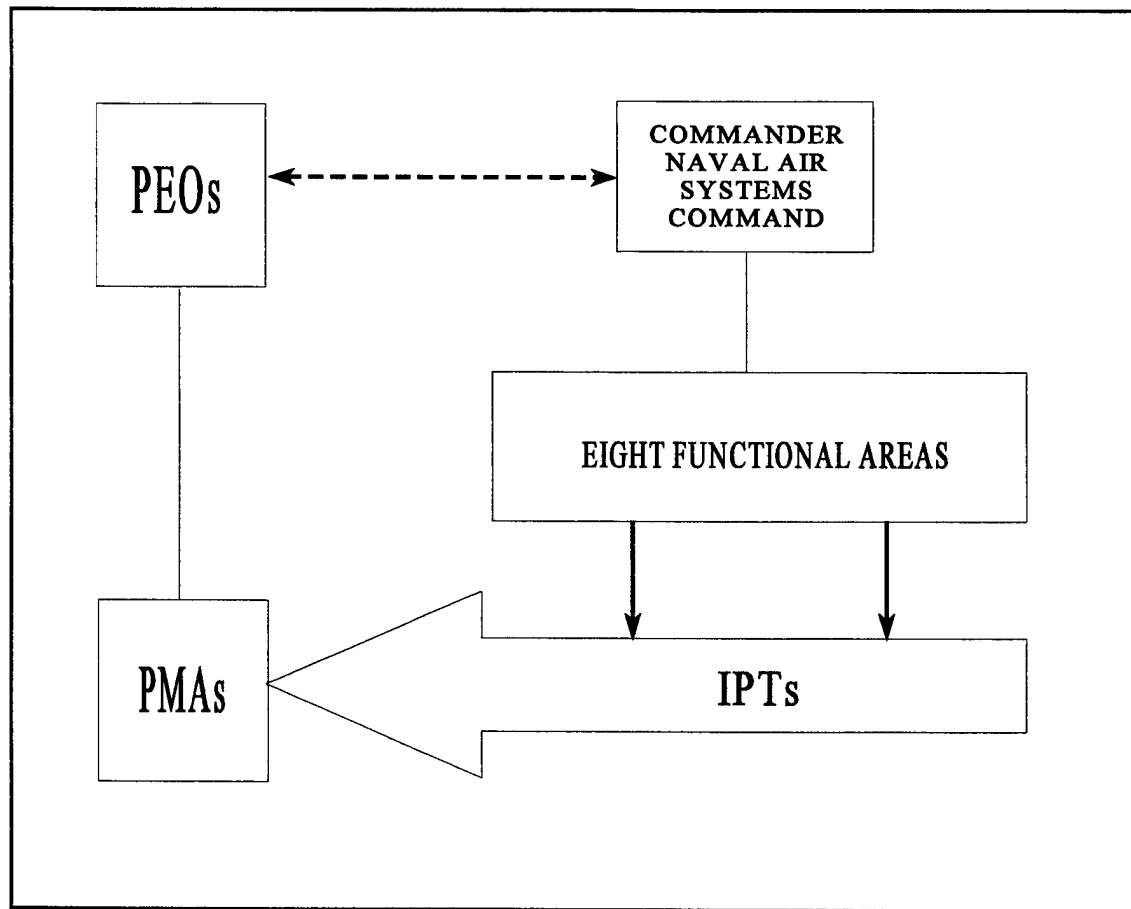 PEOs
COMMANDER
NAVAL AIR
SYSTEMS
COMMAND
EIGHT FUNCTIONAL AREAS
PMAs
IPTs